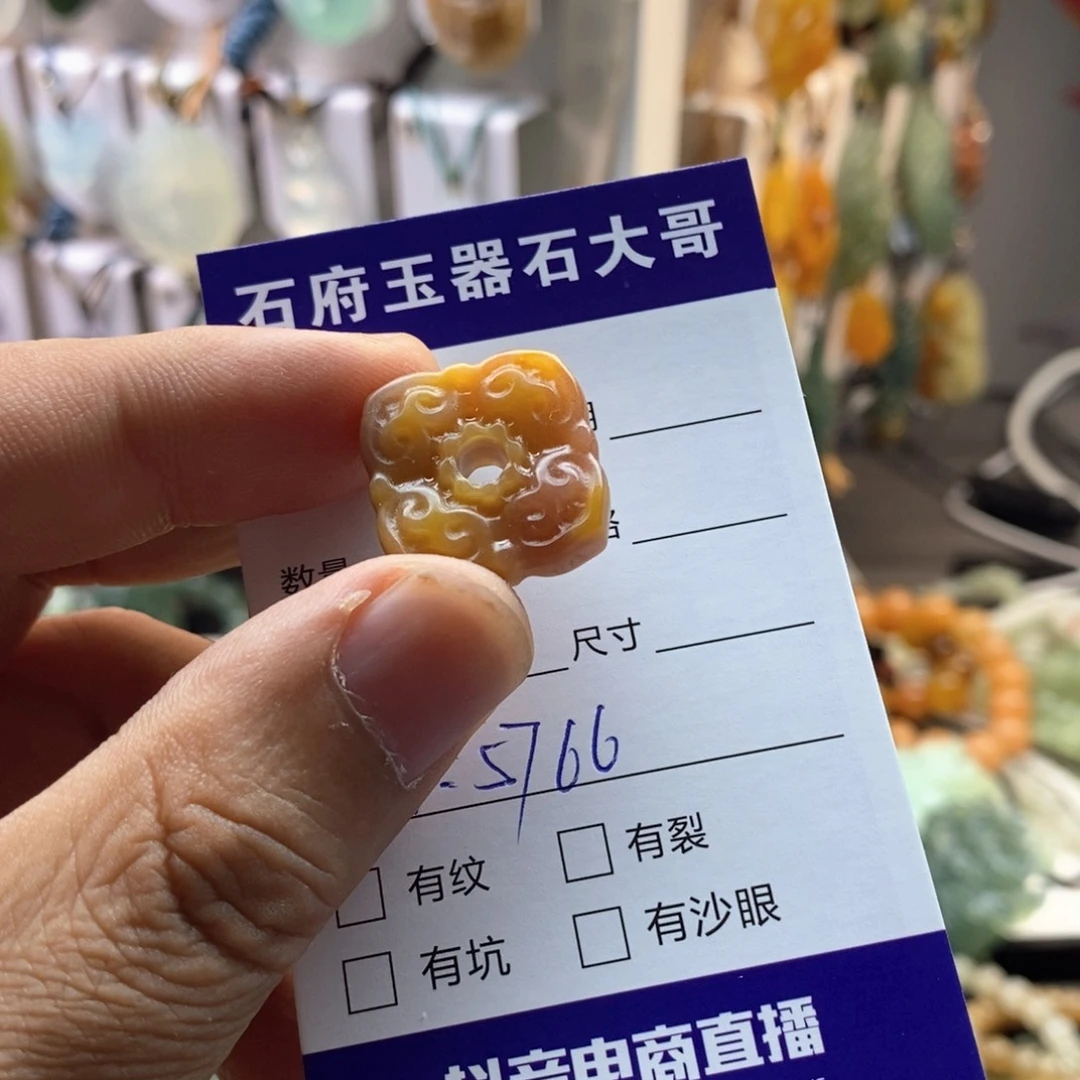 石府玉器石大哥
数量
尺寸
5766
有纹
有裂
有坑
有沙眼
抖音电商直播